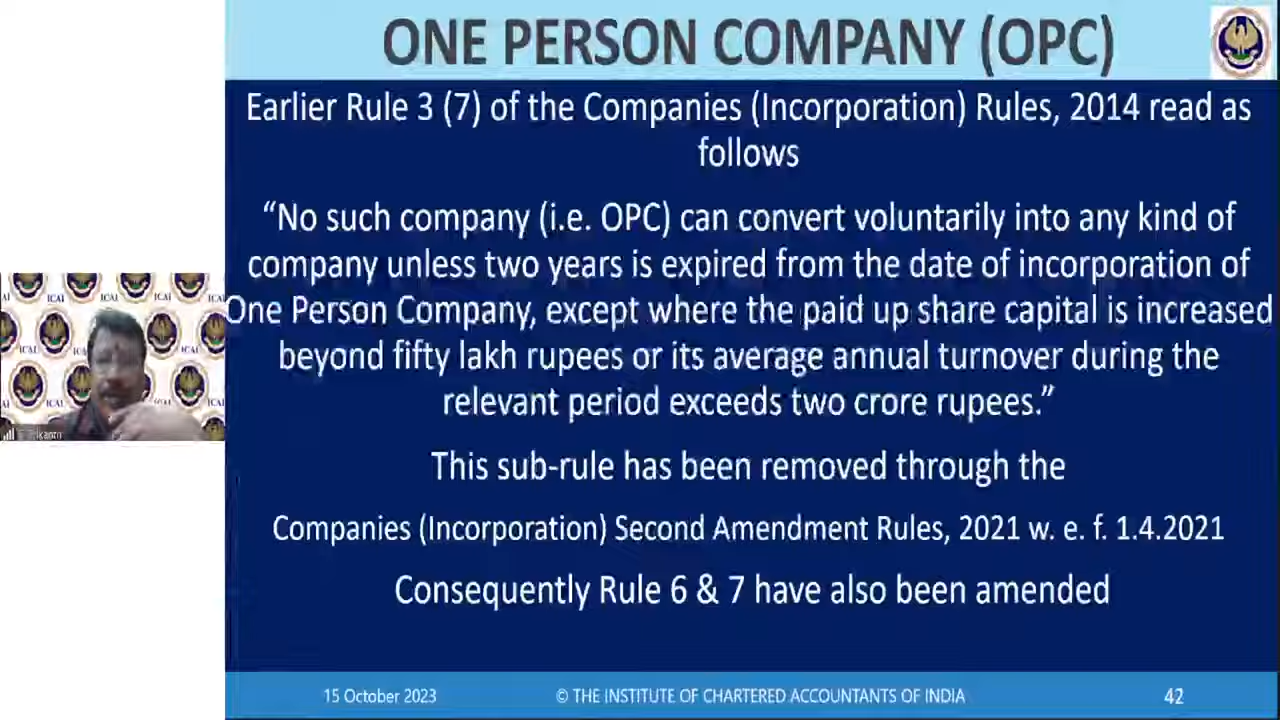 ONE PERSON COMPANY (OPC)
Earlier Rule 3 (7) of the Companies (Incorporation) Rules, 2014 read as
follows
“No such company (i.e. OPC) can convert voluntarily into any kind of
company unless two years is expired from the date of incorporation of
One Person Company, except where the paid up share capital is increased
beyond fifty lakh rupees or its average annual turnover during the
relevant period exceeds two crore rupees.”
This sub-rule has been removed through the
Companies (Incorporation) Second Amendment Rules, 2021 w. e. f. 1.4.2021
Consequently Rule 6 & 7 have also been amended
ICAI
ICAI
15 October 2023
© THE INSTITUTE OF CHARTERED ACCOUNTANTS OF INDIA
42